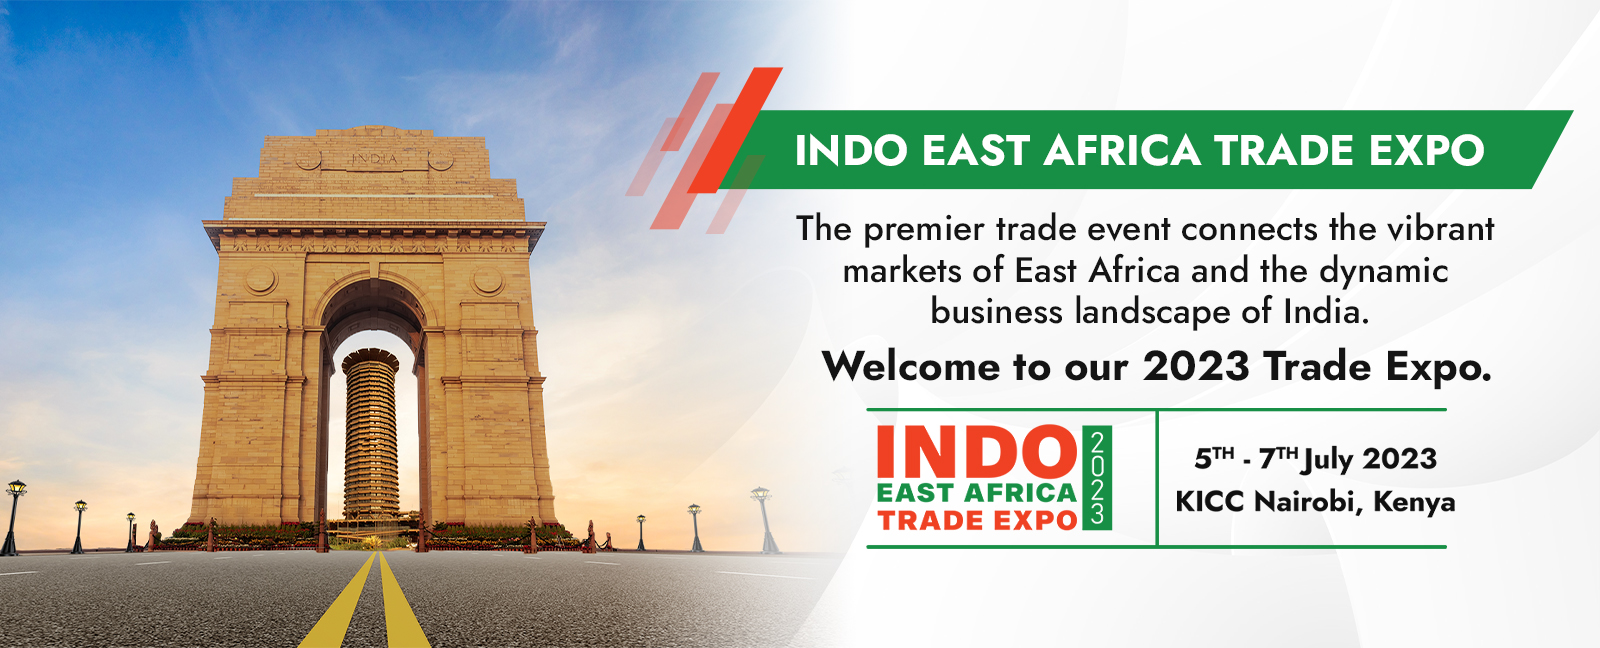 INDIA
INDO EAST AFRICA TRADE EXPO
The premier trade event connects the vibrant
markets of East Africa and the dynamic
business landscape of India.
Welcome to our 2023 Trade Expo.
INDO
EAST AFRICA
TRADE EXPO
2023
5TH - 7TH July 2023
KICC Nairobi, Kenya